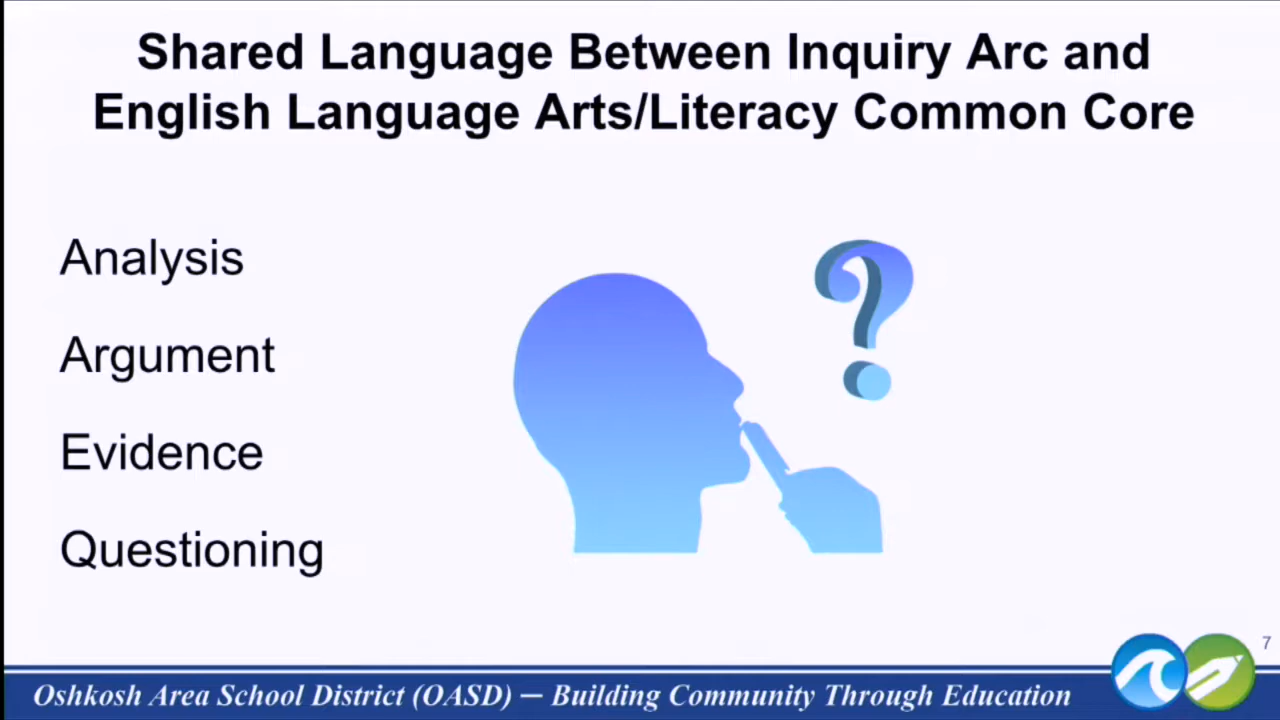 Shared Language Between Inquiry Arc and
English Language Arts/Literacy Common Core
Analysis
Argument
Evidence
Questioning
?
7
Oshkosh Area School District (OASD) — Building Community Through Education